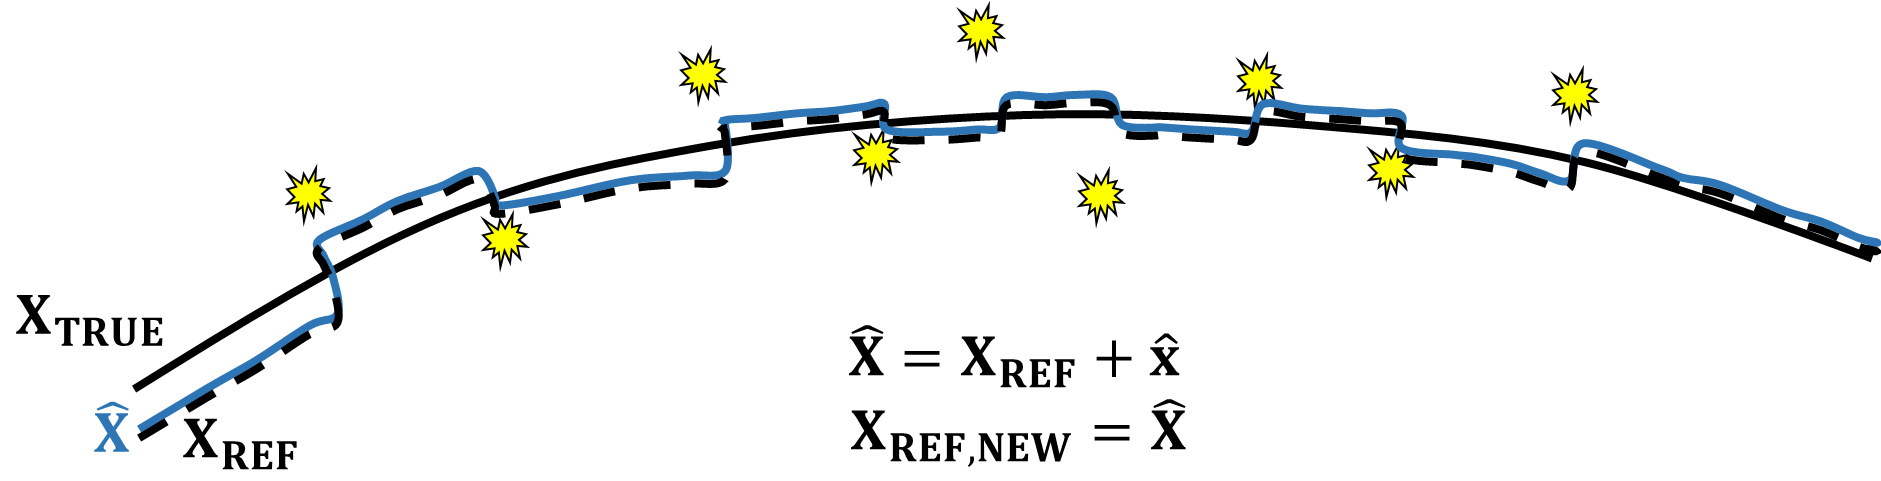 X_TRUE
X̂
X_REF
X̂ = X_REF + x̂
X_REF,NEW = X̂